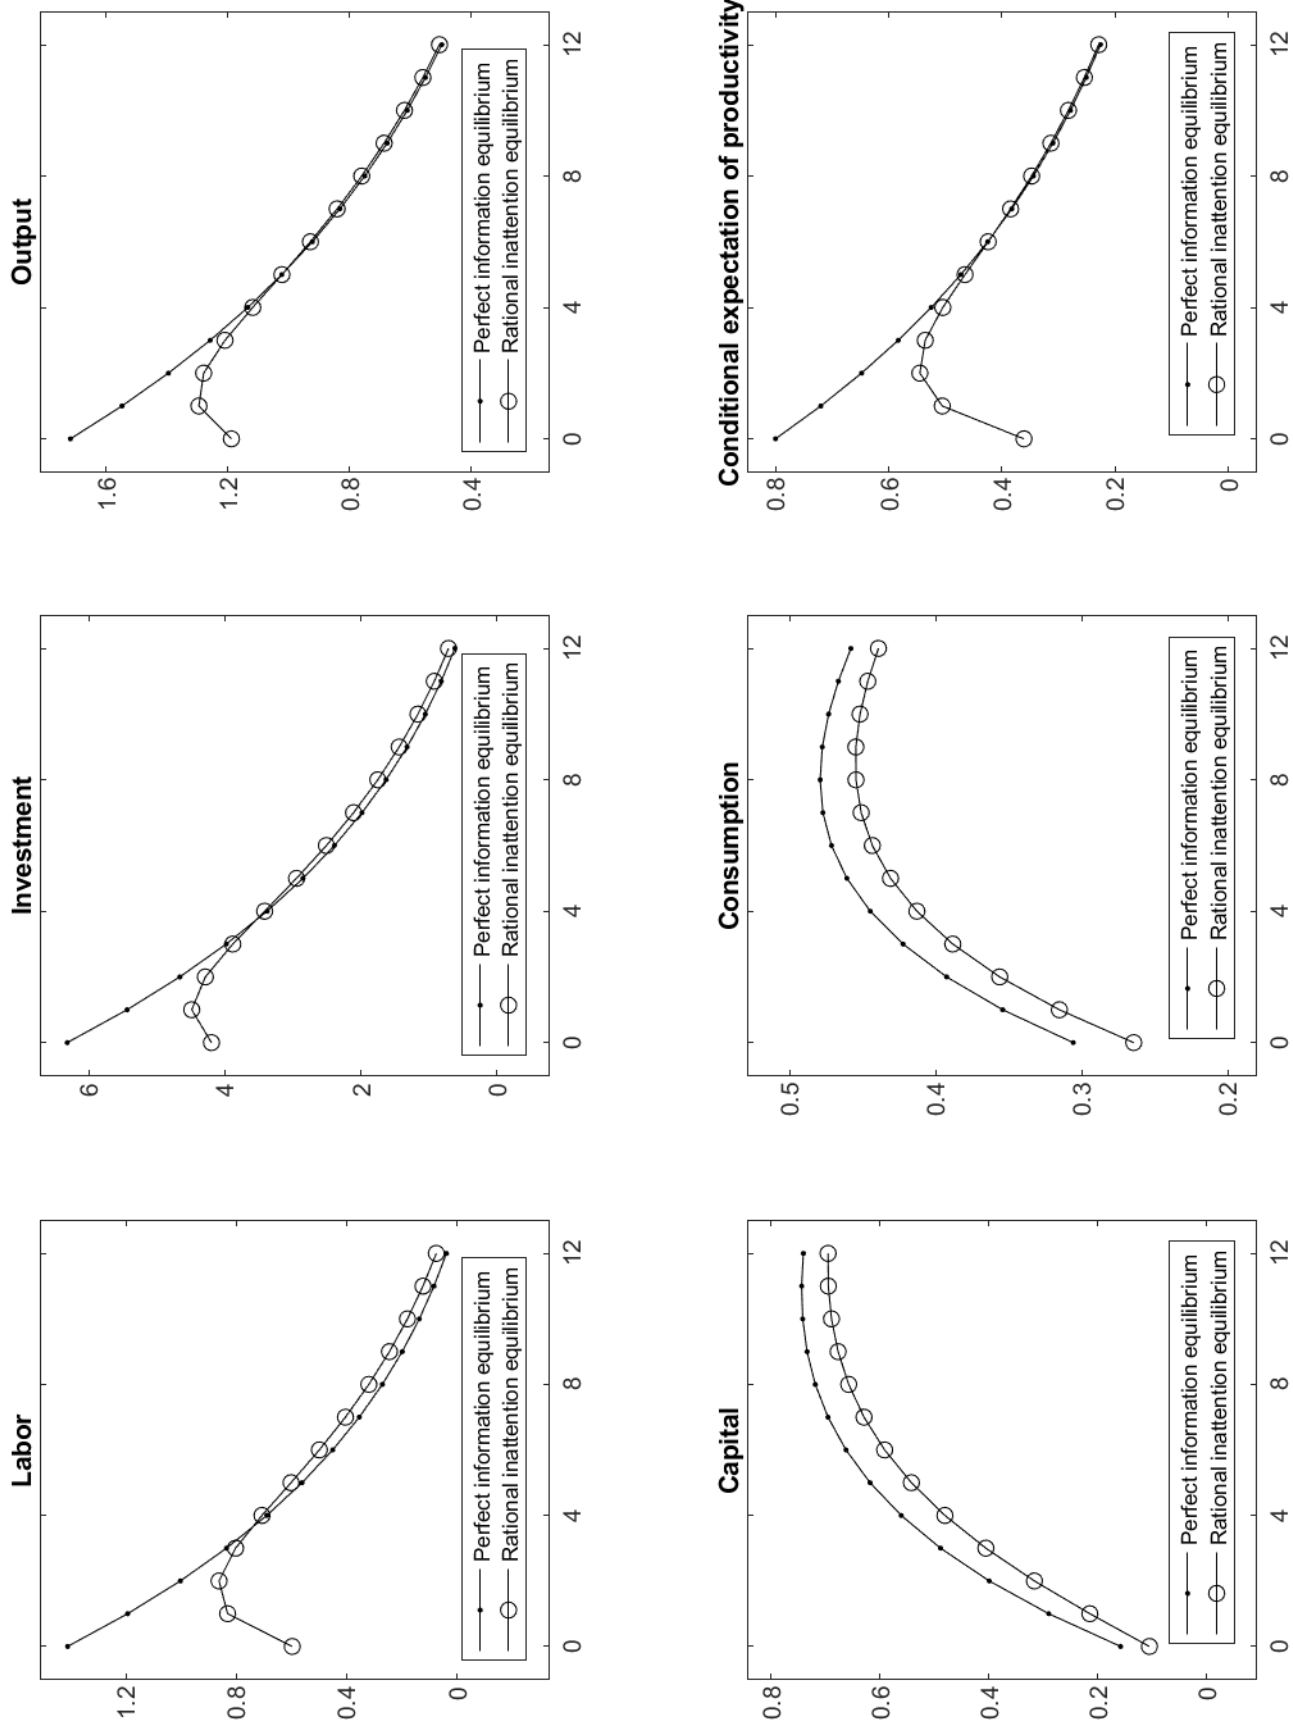 Labor
1.2
0.8
0.4
0
0
4
8
12
Perfect information equilibrium
Rational inattention equilibrium
Investment
6
4
2
0
0
4
8
12
Perfect information equilibrium
Rational inattention equilibrium
Output
1.6
1.2
0.8
0.4
0
4
8
12
Perfect information equilibrium
Rational inattention equilibrium
Capital
0.8
0.6
0.4
0.2
0
0
4
8
12
Perfect information equilibrium
Rational inattention equilibrium
Consumption
0.5
0.4
0.3
0.2
0
4
8
12
Perfect information equilibrium
Rational inattention equilibrium
Conditional expectation of productivity
0.8
0.6
0.4
0.2
0
0
4
8
12
Perfect information equilibrium
Rational inattention equilibrium